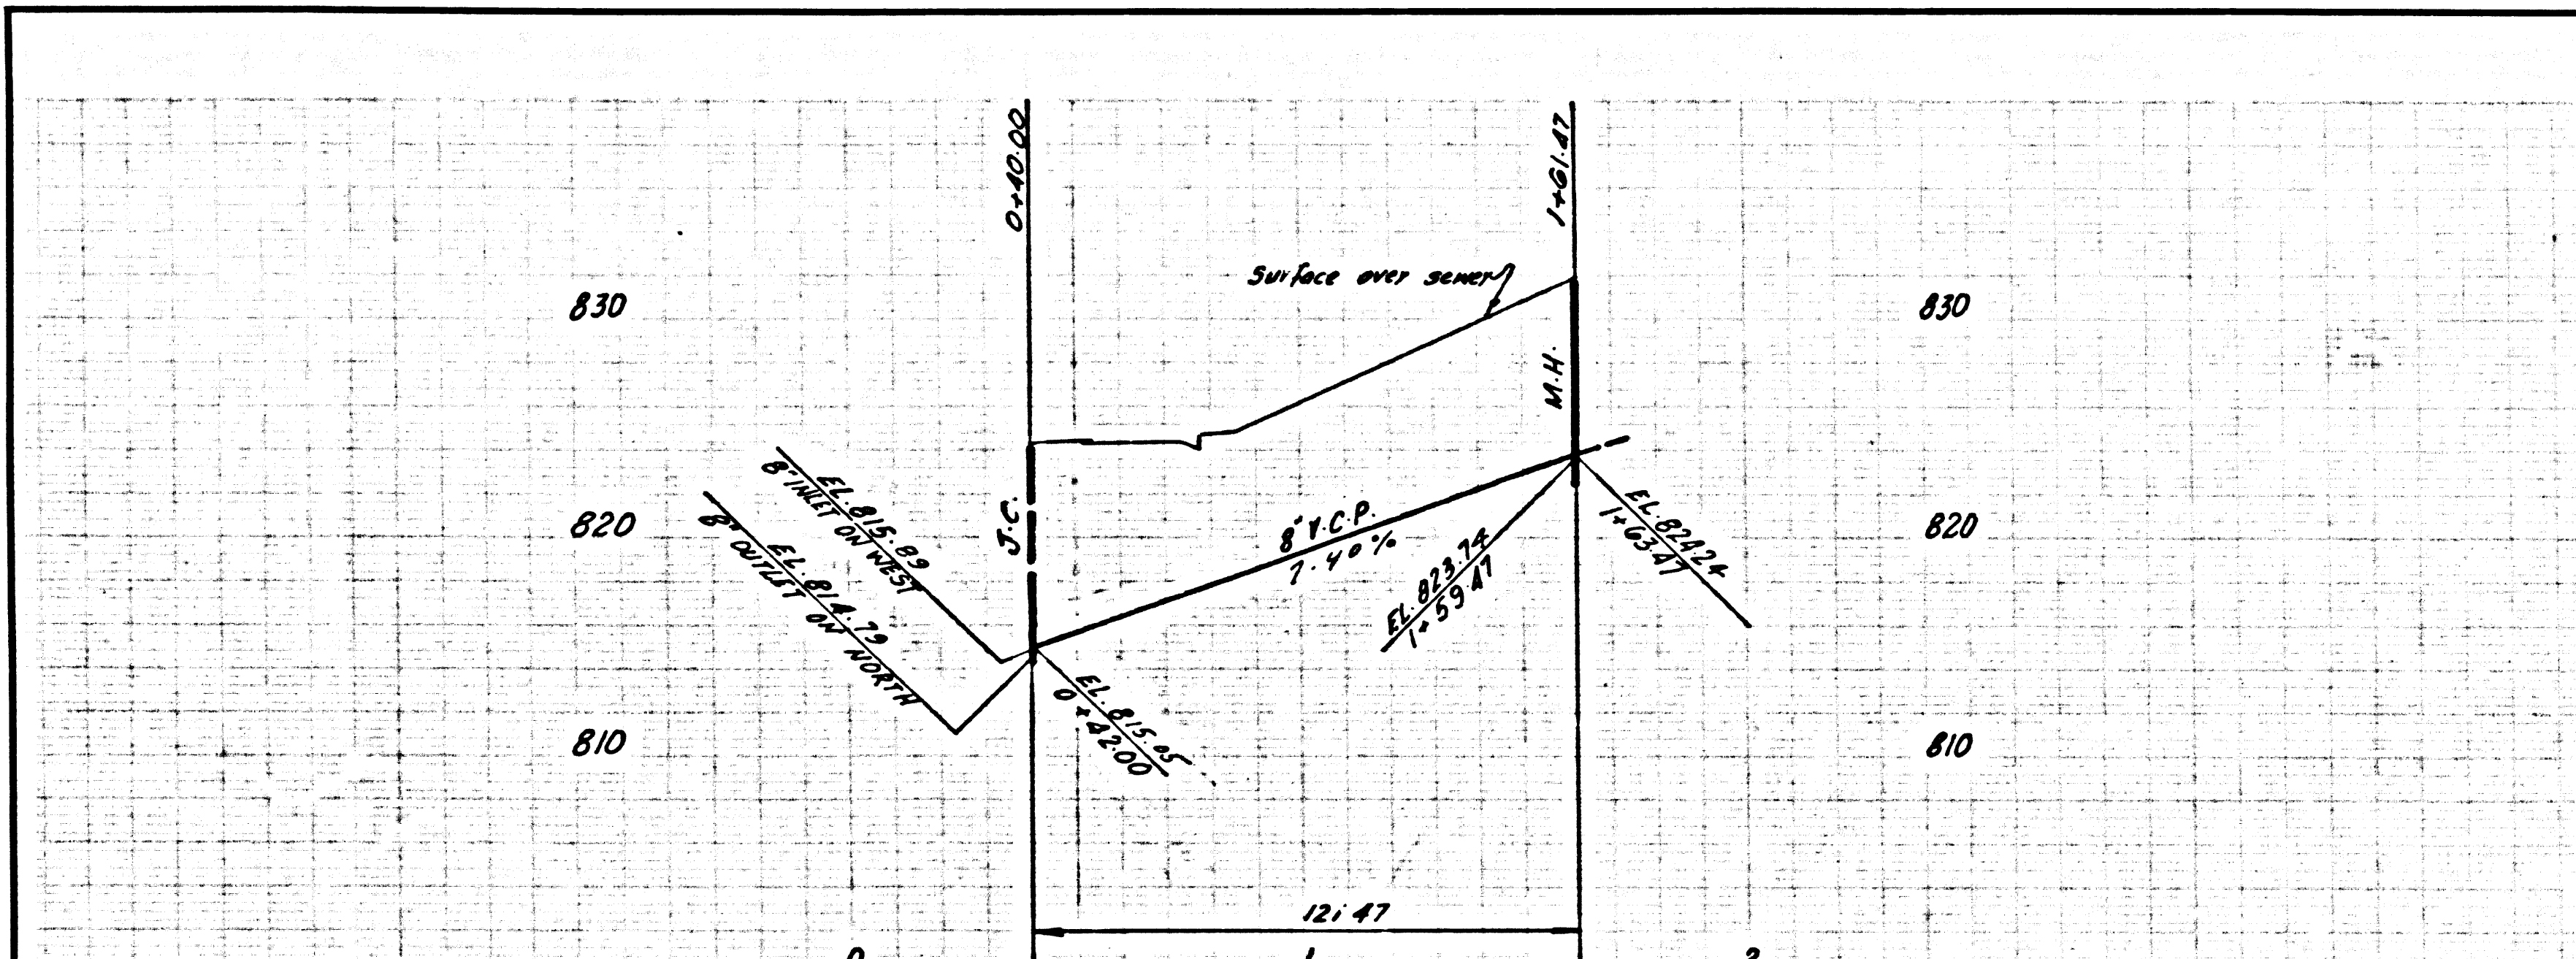 0+40.00
1+61.47
Surface over sewer
830
830
M.H.
J.C.
EL. 815.89
8" INLET ON WEST
EL. 814.79
8" OUTLET ON NORTH
820
820
8" V.C.P.
7.40%
EL. 823.74
1+59.47
EL. 824.24
1+63.47
EL. 815.05
0+42.00
810
810
121.47
0
1
2